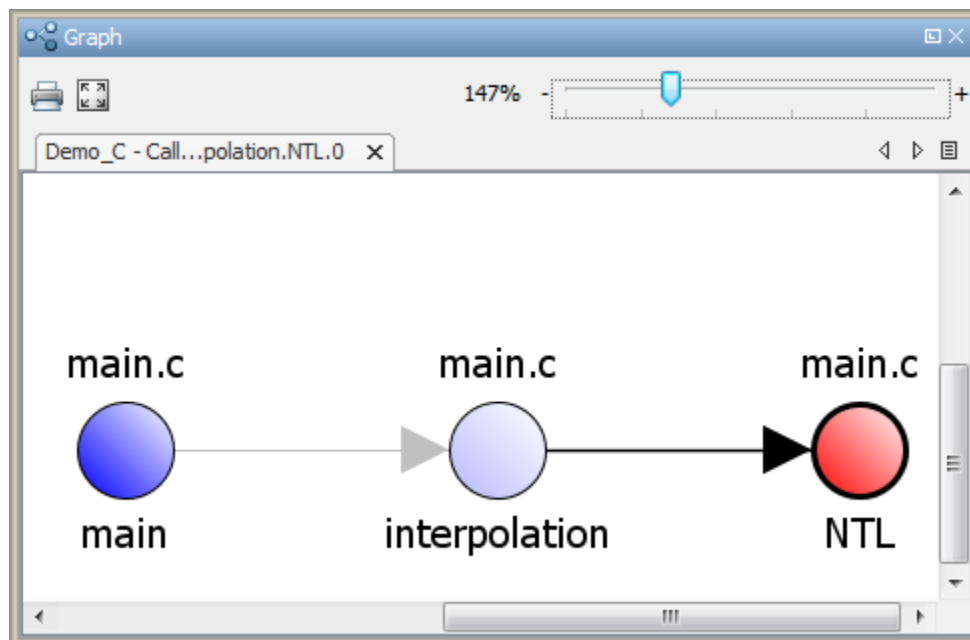 Graph
147% - +
Demo_C - Call...polation.NTL.0
main.c main.c main.c
main interpolation NTL